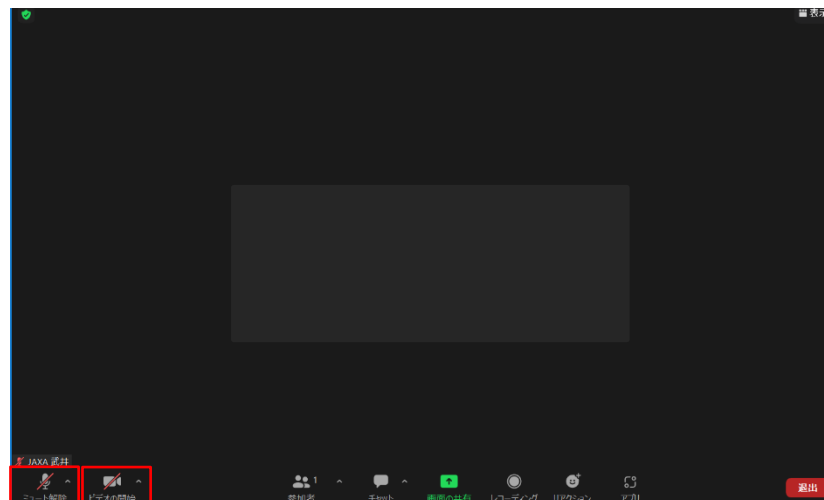 表示
JAXA 武井
ミュート解除
ビデオの開始
参加者
1
チャット
画面の共有
レコーディング
リアクション
アプリ
退出